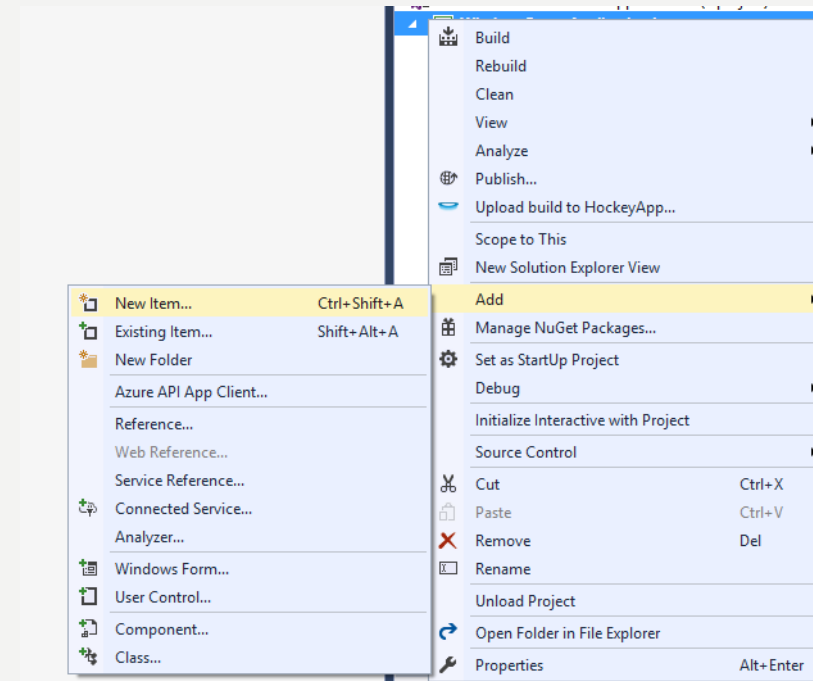 Build
Rebuild
Clean
View
Analyze
Publish...
Upload build to HockeyApp...
Scope to This
New Solution Explorer View
Add
Manage NuGet Packages...
Set as StartUp Project
Debug
Initialize Interactive with Project
Source Control
Cut Ctrl+X
Paste Ctrl+V
Remove Del
Rename
Unload Project
Open Folder in File Explorer
Properties Alt+Enter
New Item... Ctrl+Shift+A
Existing Item... Shift+Alt+A
New Folder
Azure API App Client...
Reference...
Web Reference...
Service Reference...
Connected Service...
Analyzer...
Windows Form...
User Control...
Component...
Class...